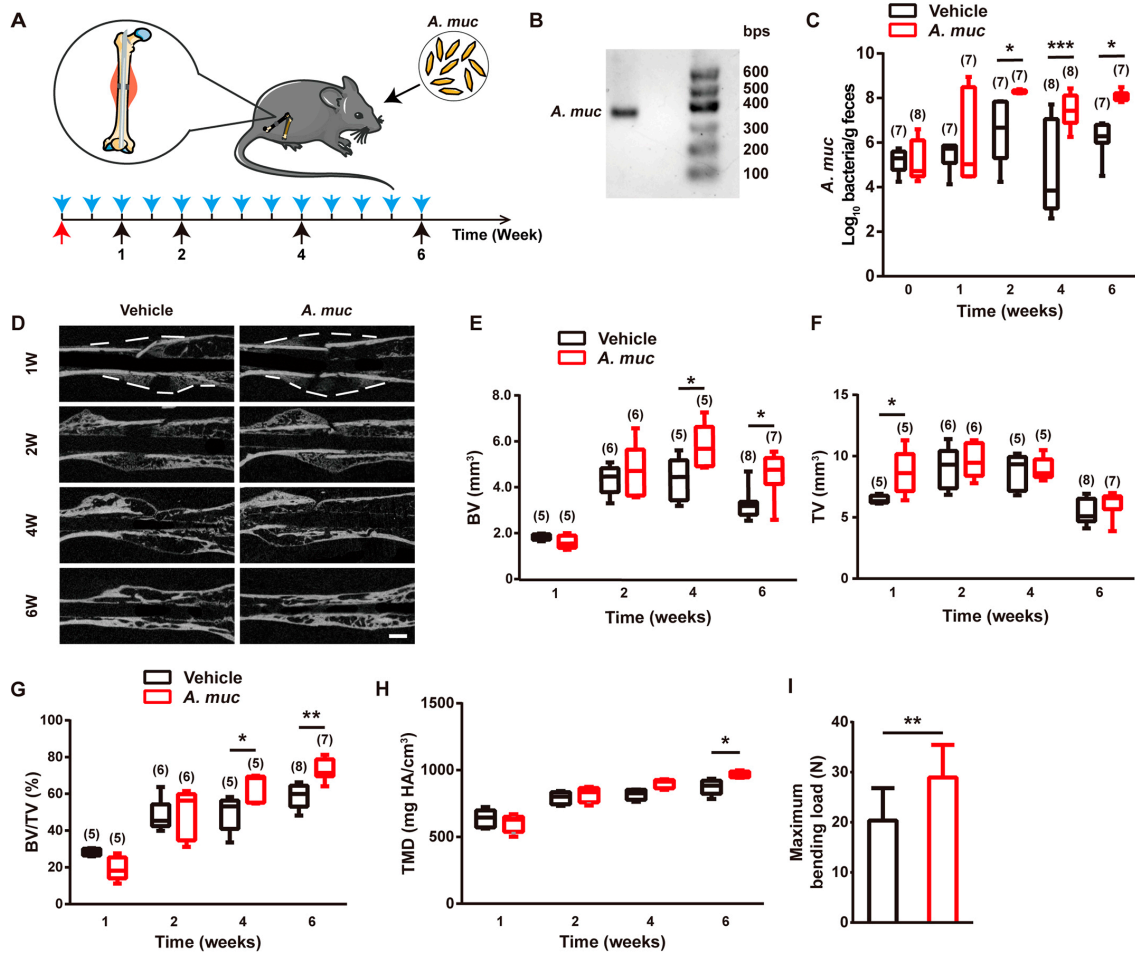 A
A. muc
1
2
4
6
Time (Week)
B
bps
A. muc
600
500
400
300
200
100
C
Vehicle
A. muc
A. muc
Log10 bacteria/g feces
10
8
6
4
2
0
(7)
(8)
(7)
(7)
(7)
*
(7)
(8)
***
(8)
(7)
*
(7)
0
1
2
4
6
Time (weeks)
D
Vehicle
A. muc
1W
2W
4W
6W
E
Vehicle
A. muc
BV (mm³)
8.0
6.0
4.0
2.0
0
(5)
(5)
(6)
(6)
(5)
*
(5)
(8)
*
(7)
1
2
4
6
Time (weeks)
F
TV (mm³)
15
10
5
0
(5)
*
(5)
(6)
(6)
(5)
(5)
(8)
(7)
1
2
4
6
Time (weeks)
G
Vehicle
A. muc
BV/TV (%)
100
80
60
40
20
0
(5)
(5)
(6)
(6)
(5)
*
(5)
(8)
**
(7)
1
2
4
6
Time (weeks)
H
TMD (mg HA/cm³)
1500
1000
500
0
*
1
2
4
6
Time (weeks)
I
Maximum
bending load (N)
40
30
20
10
0
**